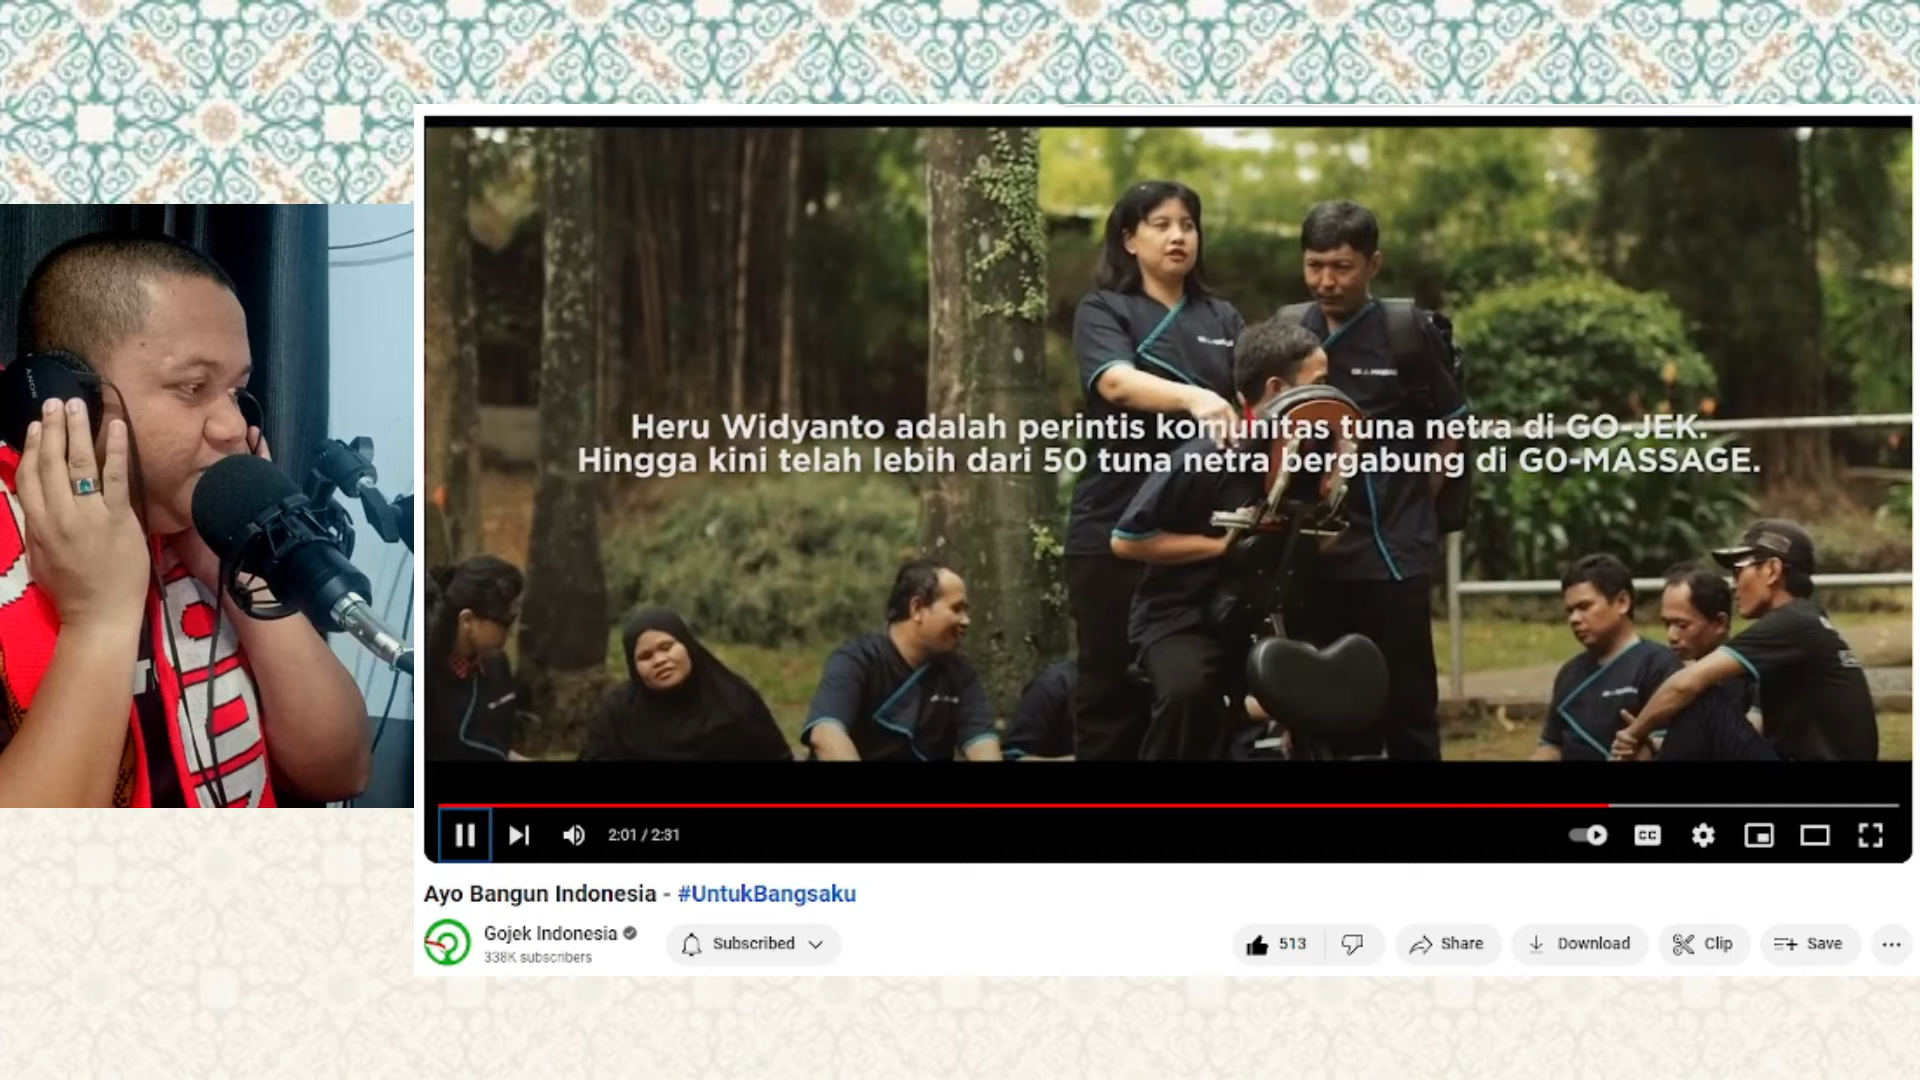 Heru Widyanto adalah perintis komunitas tuna netra di GO-JEK.
Hingga kini telah lebih dari 50 tuna netra bergabung di GO-MASSAGE.
SONY
2:01 / 2:31
CC
Ayo Bangun Indonesia - #UntukBangsaku
Gojek Indonesia
338K subscribers
Subscribed
513
Share
Download
Clip
Save